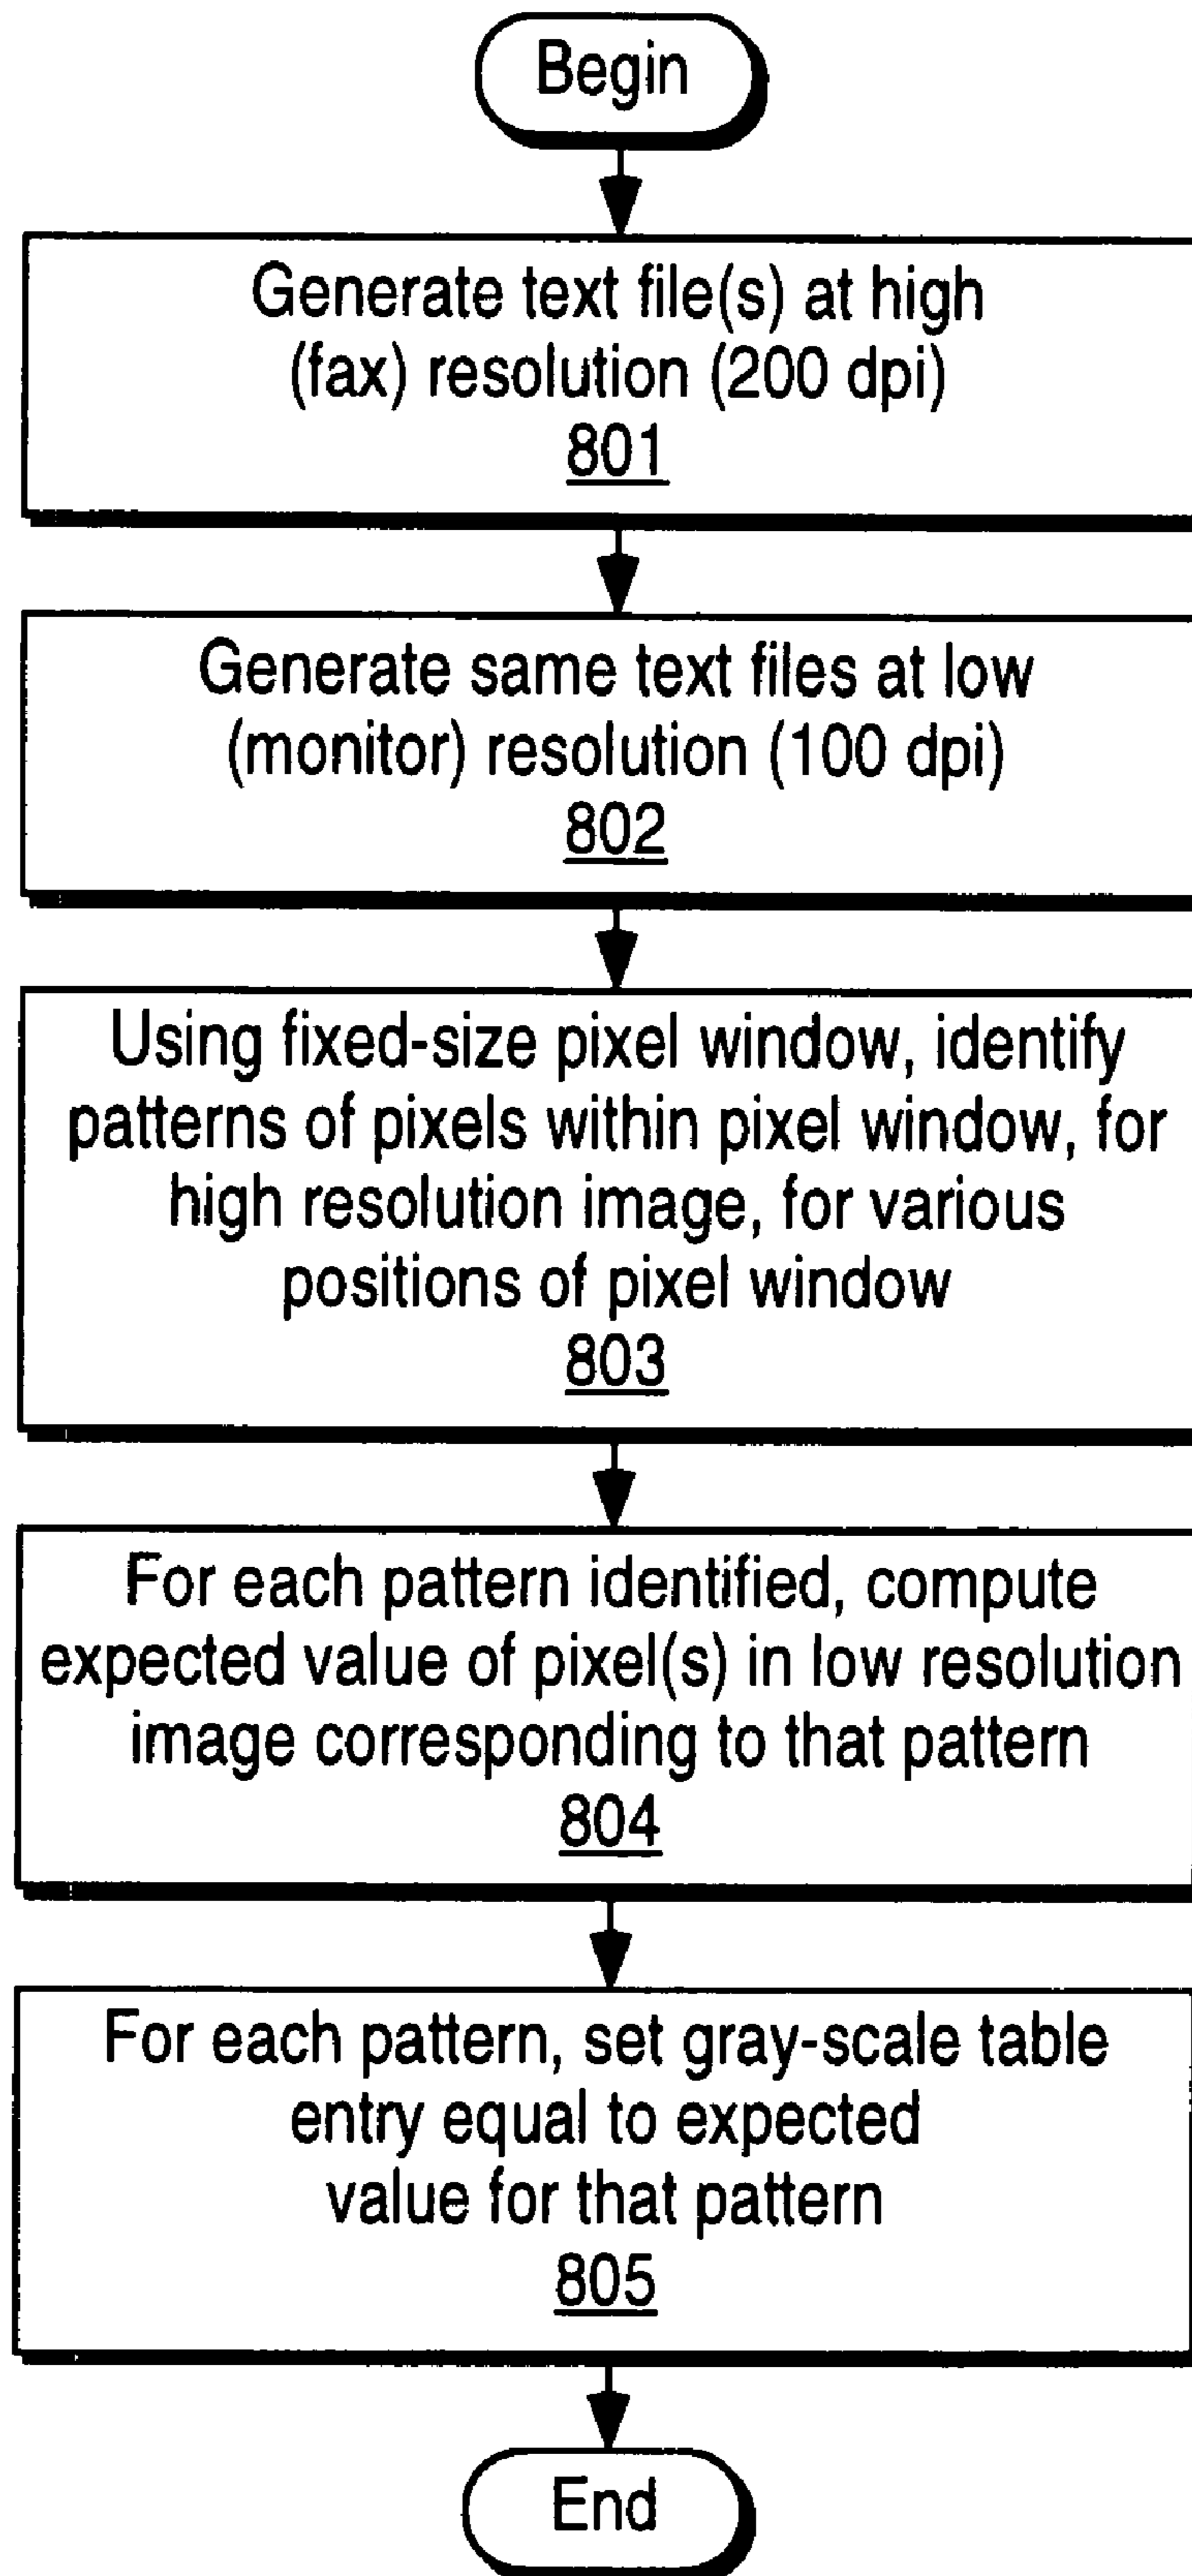 Begin
Generate text file(s) at high
(fax) resolution (200 dpi)
801
Generate same text files at low
(monitor) resolution (100 dpi)
802
Using fixed-size pixel window, identify
patterns of pixels within pixel window, for
high resolution image, for various
positions of pixel window
803
For each pattern identified, compute
expected value of pixel(s) in low resolution
image corresponding to that pattern
804
For each pattern, set gray-scale table
entry equal to expected
value for that pattern
805
End